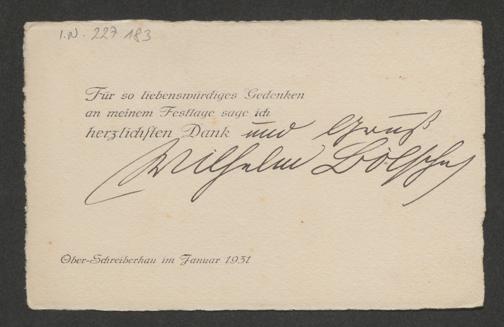 I.N. 227 183
Für so liebenswürdiges Gedenken
an meinem Festtage sage ich
herzlichsten Dank und Gruß
Wilhelm Bölsche
Ober-Schreiberhau im Januar 1931